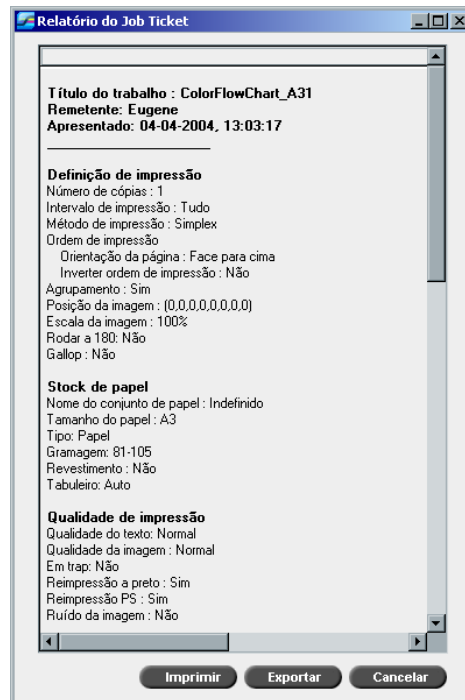 Relatório do Job Ticket
Título do trabalho : ColorFlowChart_A31
Remetente: Eugene
Apresentado: 04-04-2004, 13:03:17
Definição de impressão
Número de cópias : 1
Intervalo de impressão : Tudo
Método de impressão : Simplex
Ordem de impressão
Orientação da página : Face para cima
Inverter ordem de impressão : Não
Agrupamento : Sim
Posição da imagem : (0,0,0,0,0,0,0,0)
Escala da imagem : 100%
Rodar a 180: Não
Gallop : Não
Stock de papel
Nome do conjunto de papel : Indefinido
Tamanho do papel : A3
Tipo: Papel
Gramagem: 81-105
Revestimento : Não
Tabuleiro: Auto
Qualidade de impressão
Qualidade do texto: Normal
Qualidade da imagem : Normal
Em trap: Não
Reimpressão a preto : Sim
Reimpressão PS : Sim
Ruído da imagem : Não
Imprimir Exportar Cancelar